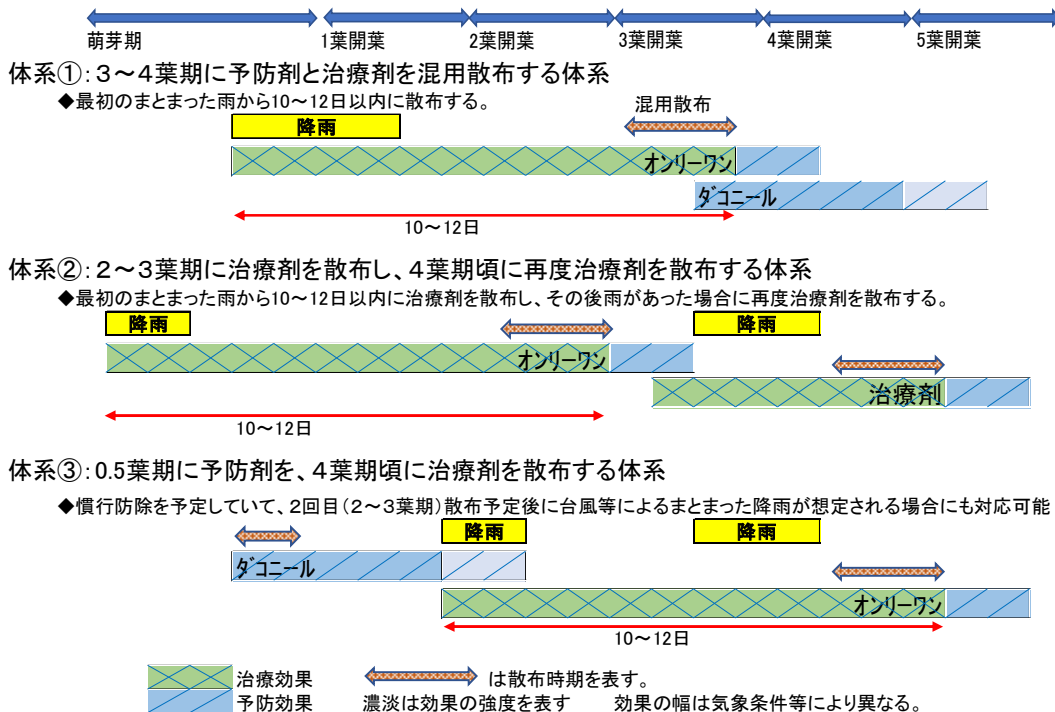 萌芽期 1葉開葉 2葉開葉 3葉開葉 4葉開葉 5葉開葉
体系①:3～4葉期に予防剤と治療剤を混用散布する体系
◆最初のまとまった雨から10～12日以内に散布する。
混用散布
降雨
オンリーワン
ダコニール
10～12日
体系②:2～3葉期に治療剤を散布し、4葉期頃に再度治療剤を散布する体系
◆最初のまとまった雨から10～12日以内に治療剤を散布し、その後雨があった場合に再度治療剤を散布する。
降雨 降雨
オンリーワン
治療剤
10～12日
体系③:0.5葉期に予防剤を、4葉期頃に治療剤を散布する体系
◆慣行防除を予定していて、2回目(2～3葉期)散布予定後に台風等によるまとまった降雨が想定される場合にも対応可能
降雨 降雨
ダコニール
オンリーワン
10～12日
治療効果 は散布時期を表す。
予防効果 濃淡は効果の強度を表す 効果の幅は気象条件等により異なる。